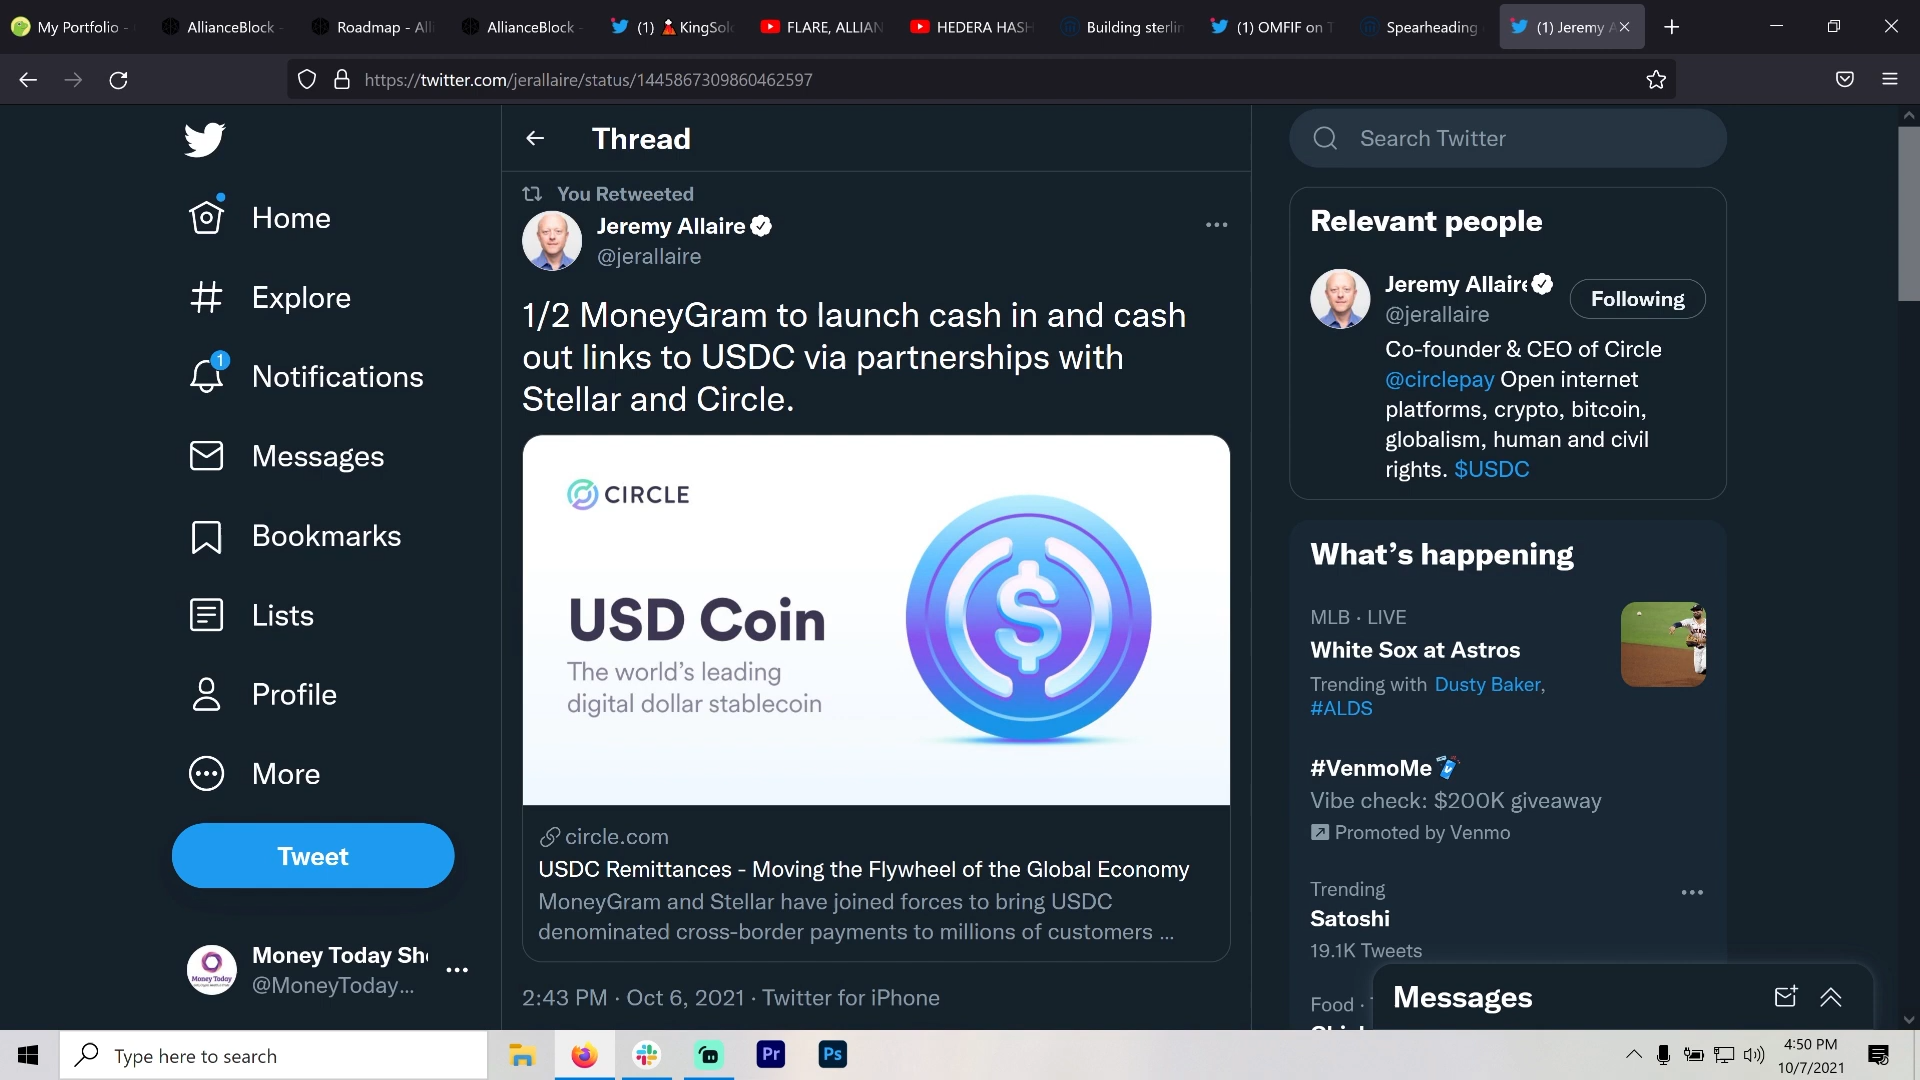 My Portfolio -
AllianceBlock -
Roadmap - Alli
AllianceBlock -
(1) KingSol
FLARE, ALLIAN
HEDERA HASH
Building sterlin
(1) OMFIF on T
Spearheading
(1) Jeremy A
https://twitter.com/jerallaire/status/1445867309860462597
Home
Explore
1
Notifications
Messages
Bookmarks
Lists
Profile
More
Tweet
Money Today Sh
@MoneyToday...
Thread
You Retweeted
Jeremy Allaire
@jerallaire
1/2 MoneyGram to launch cash in and cash
out links to USDC via partnerships with
Stellar and Circle.
CIRCLE
USD Coin
The world's leading
digital dollar stablecoin
circle.com
USDC Remittances - Moving the Flywheel of the Global Economy
MoneyGram and Stellar have joined forces to bring USDC
denominated cross-border payments to millions of customers ...
2:43 PM · Oct 6, 2021 · Twitter for iPhone
Search Twitter
Relevant people
Jeremy Allaire
@jerallaire
Following
Co-founder & CEO of Circle
@circlepay Open internet
platforms, crypto, bitcoin,
globalism, human and civil
rights. $USDC
What's happening
MLB · LIVE
White Sox at Astros
Trending with Dusty Baker,
#ALDS
#VenmoMe
Vibe check: $200K giveaway
Promoted by Venmo
Trending
Satoshi
19.1K Tweets
Food ·
Messages
Type here to search
Pr
Ps
4:50 PM
10/7/2021